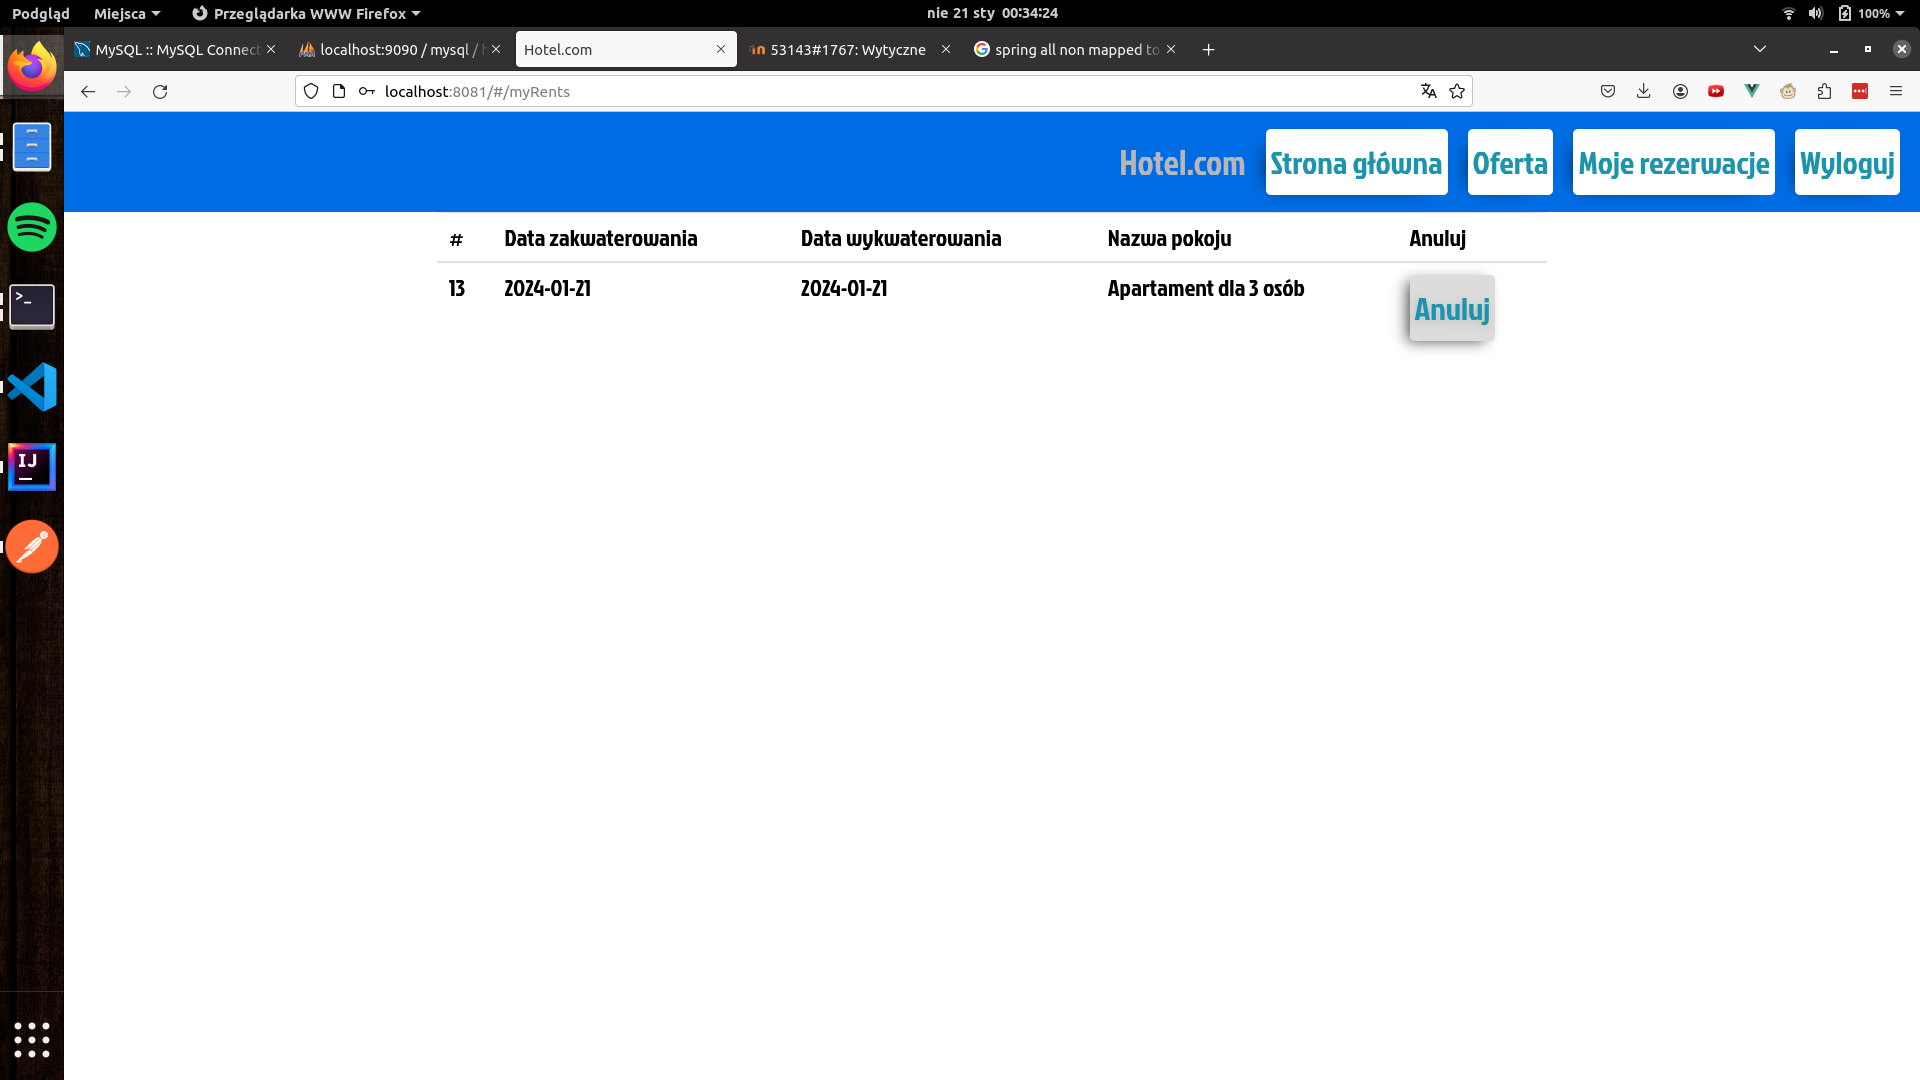 Podgląd Miejsca Przeglądarka WWW Firefox nie 21 sty 00:34:24 100%
MySQL :: MySQL Connect localhost:9090 / mysql / h Hotel.com 53143#1767: Wytyczne spring all non mapped to
localhost:8081/#/myRents
Hotel.com Strona główna Oferta Moje rezerwacje Wyloguj
# Data zakwaterowania Data wykwaterowania Nazwa pokoju Anuluj
13 2024-01-21 2024-01-21 Apartament dla 3 osób
Anuluj
>_
IJ